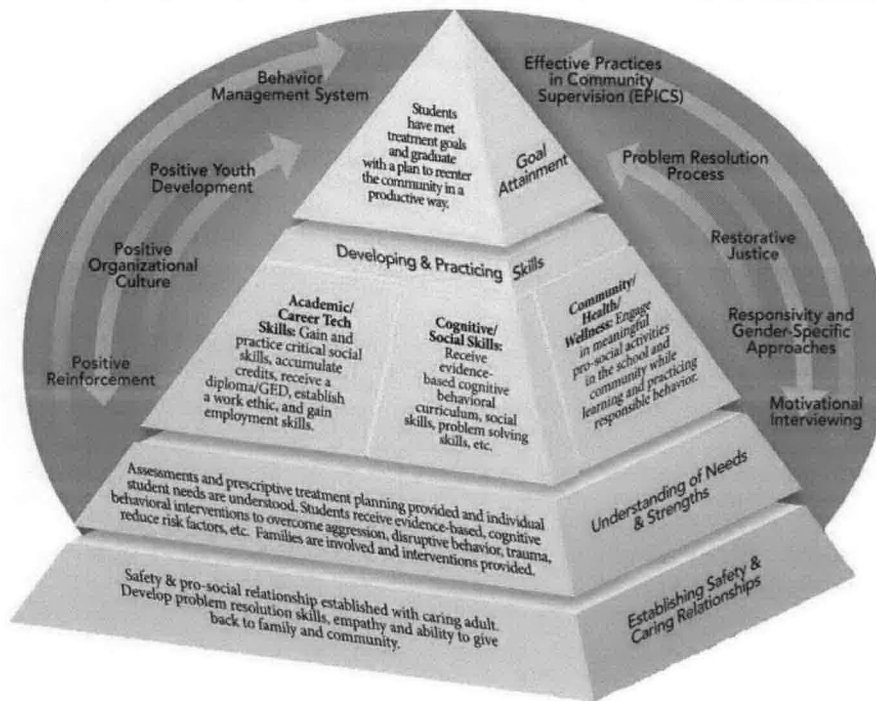 Behavior
Management System
Positive Youth
Development
Positive
Organizational
Culture
Positive
Reinforcement
Effective Practices
in Community
Supervision (EPICS)
Problem Resolution
Process
Restorative
Justice
Responsivity and
Gender-Specific
Approaches
Motivational
Interviewing
Students
have met
treatment goals
and graduate
with a plan to reenter
the community in a
productive way.
Goal
Attainment
Developing & Practicing Skills
Academic/
Career Tech
Skills: Gain and
practice critical social
skills, accumulate
credits, receive a
diploma/GED, establish
a work ethic, and gain
employment skills.
Cognitive/
Social Skills:
Receive
evidence-
based cognitive
behavioral
curriculum, social
skills, problem solving
skills, etc.
Community/
Health/
Wellness: Engage
in meaningful
pro-social activities
in the school and
community while
learning and practicing
responsible behavior.
Assessments and prescriptive treatment planning provided and individual
student needs are understood. Students receive evidence-based, cognitive
behavioral interventions to overcome aggression, disruptive behavior, trauma,
reduce risk factors, etc. Families are involved and interventions provided.
Understanding of Needs
& Strengths
Safety & pro-social relationship established with caring adult.
Develop problem resolution skills, empathy and ability to give
back to family and community.
Establishing Safety &
Caring Relationships